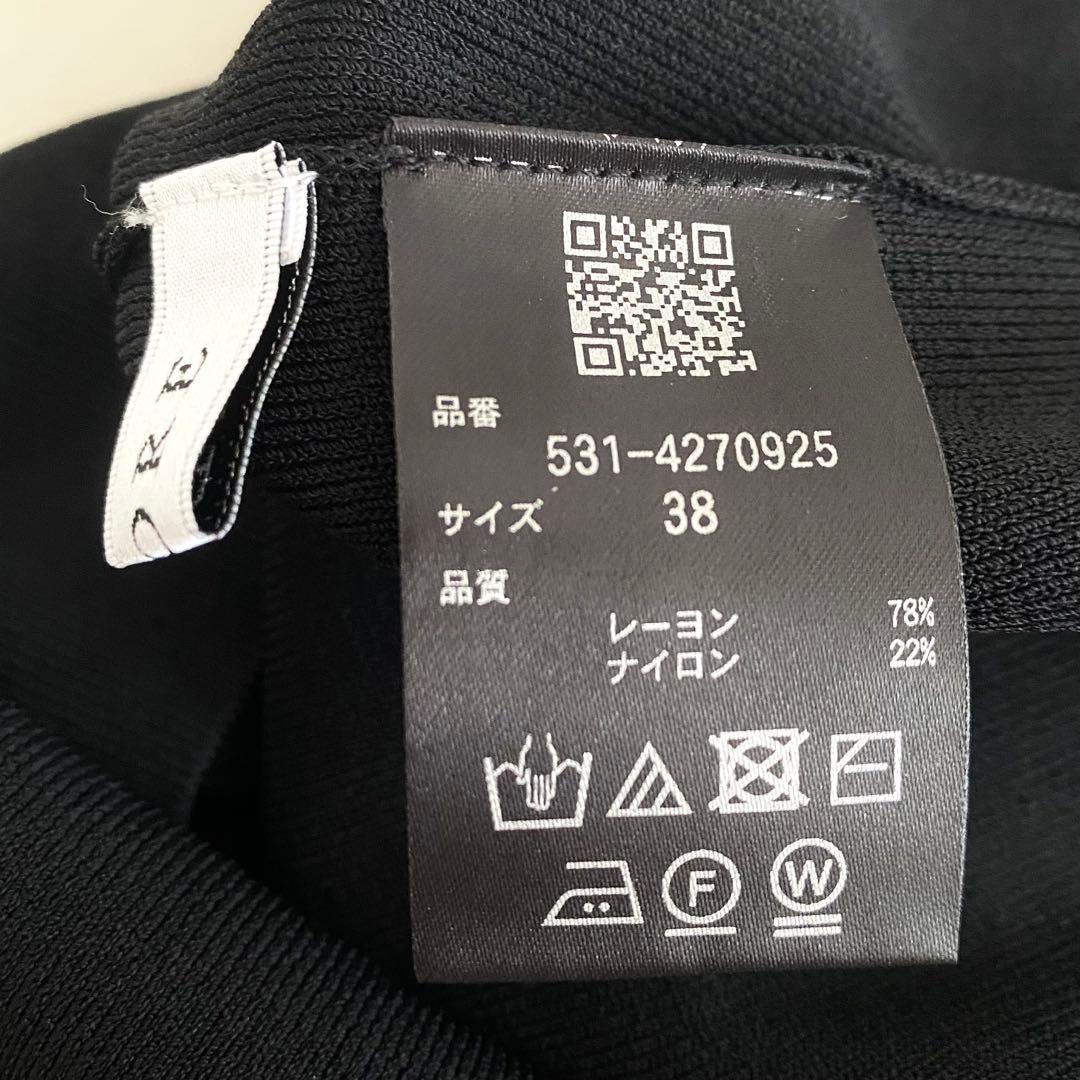 品番
531-4270925
サイズ 38
品質
レーヨン 78%
ナイロン 22%
F W
ORE